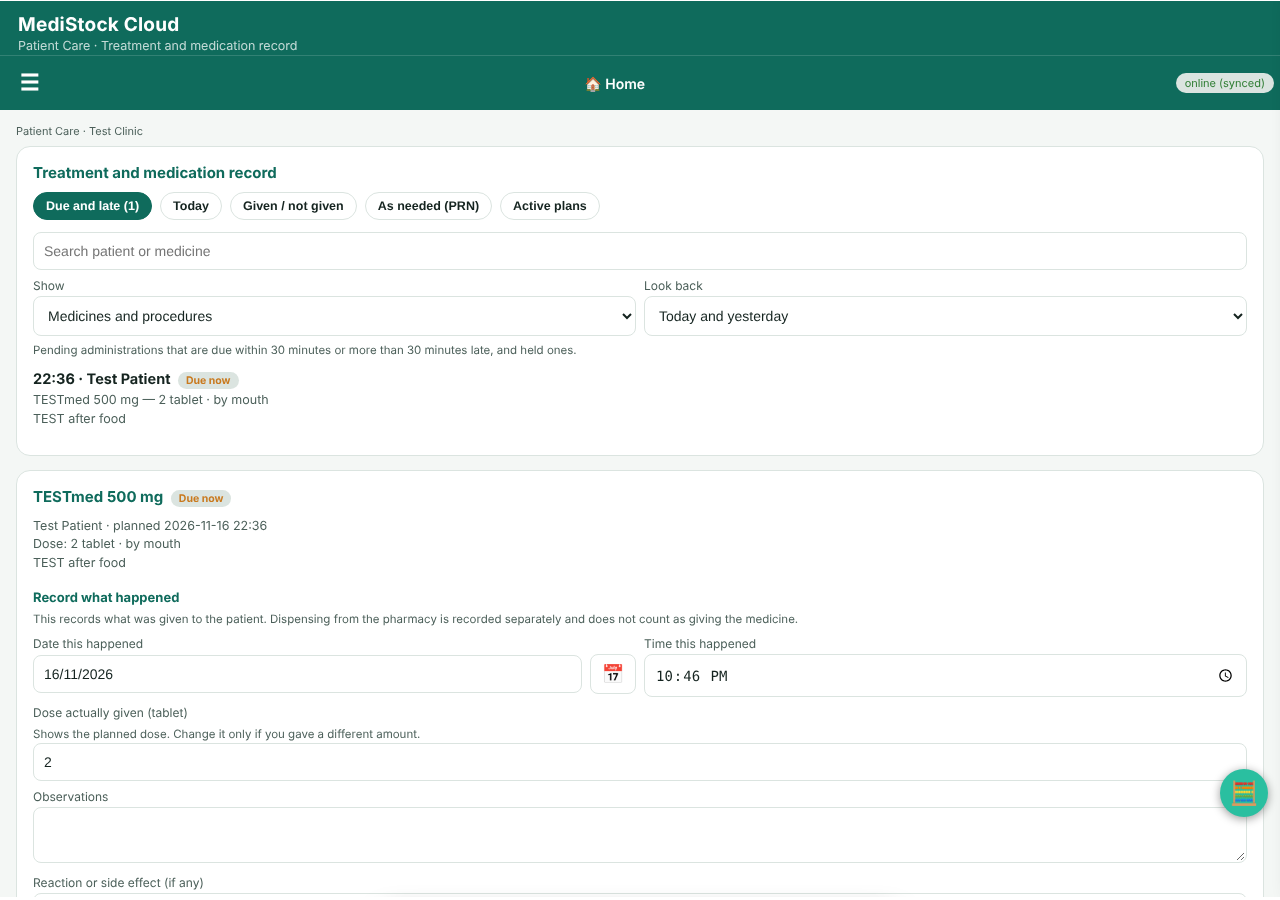 MediStock Cloud
Patient Care · Treatment and medication record
☰
🏠 Home
online (synced)
Patient Care · Test Clinic
Treatment and medication record
Due and late (1)
Today
Given / not given
As needed (PRN)
Active plans
Search patient or medicine
Show
Look back
Medicines and procedures
Today and yesterday
Pending administrations that are due within 30 minutes or more than 30 minutes late, and held ones.
22:36 · Test Patient Due now
TESTmed 500 mg — 2 tablet · by mouth
TEST after food
TESTmed 500 mg Due now
Test Patient · planned 2026-11-16 22:36
Dose: 2 tablet · by mouth
TEST after food
Record what happened
This records what was given to the patient. Dispensing from the pharmacy is recorded separately and does not count as giving the medicine.
Date this happened
Time this happened
16/11/2026
10:46 PM
Dose actually given (tablet)
Shows the planned dose. Change it only if you gave a different amount.
2
Observations
Reaction or side effect (if any)